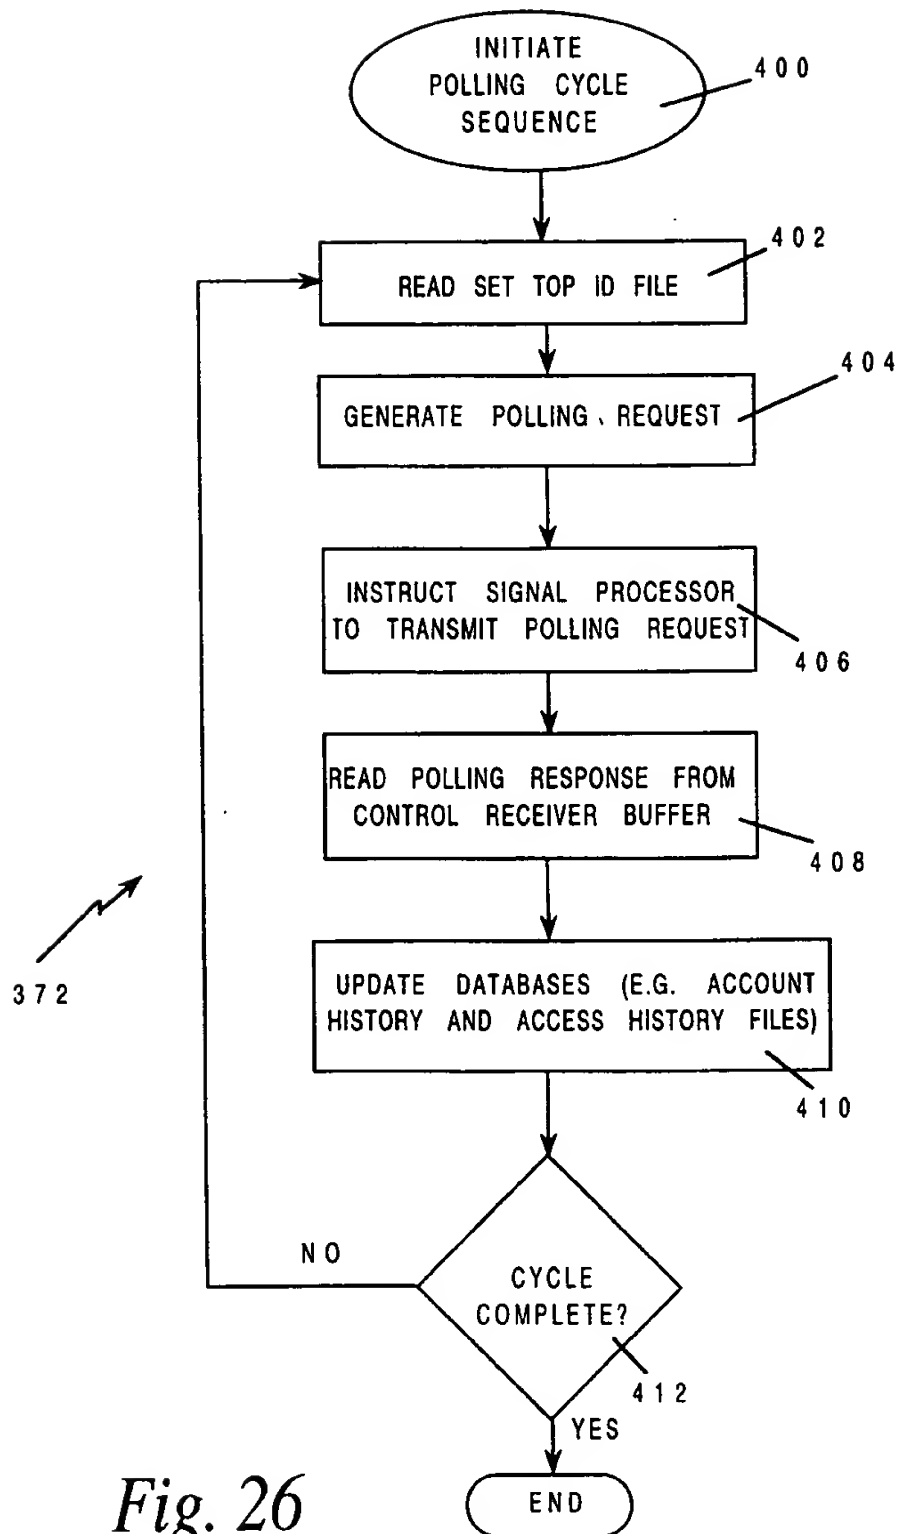 INITIATE
POLLING CYCLE
SEQUENCE
400
402
READ SET TOP ID FILE
404
GENERATE POLLING REQUEST
INSTRUCT SIGNAL PROCESSOR
TO TRANSMIT POLLING REQUEST
406
READ POLLING RESPONSE FROM
CONTROL RECEIVER BUFFER
408
372
UPDATE DATABASES (E.G. ACCOUNT
HISTORY AND ACCESS HISTORY FILES)
410
NO
CYCLE
COMPLETE?
412
YES
END
Fig. 26